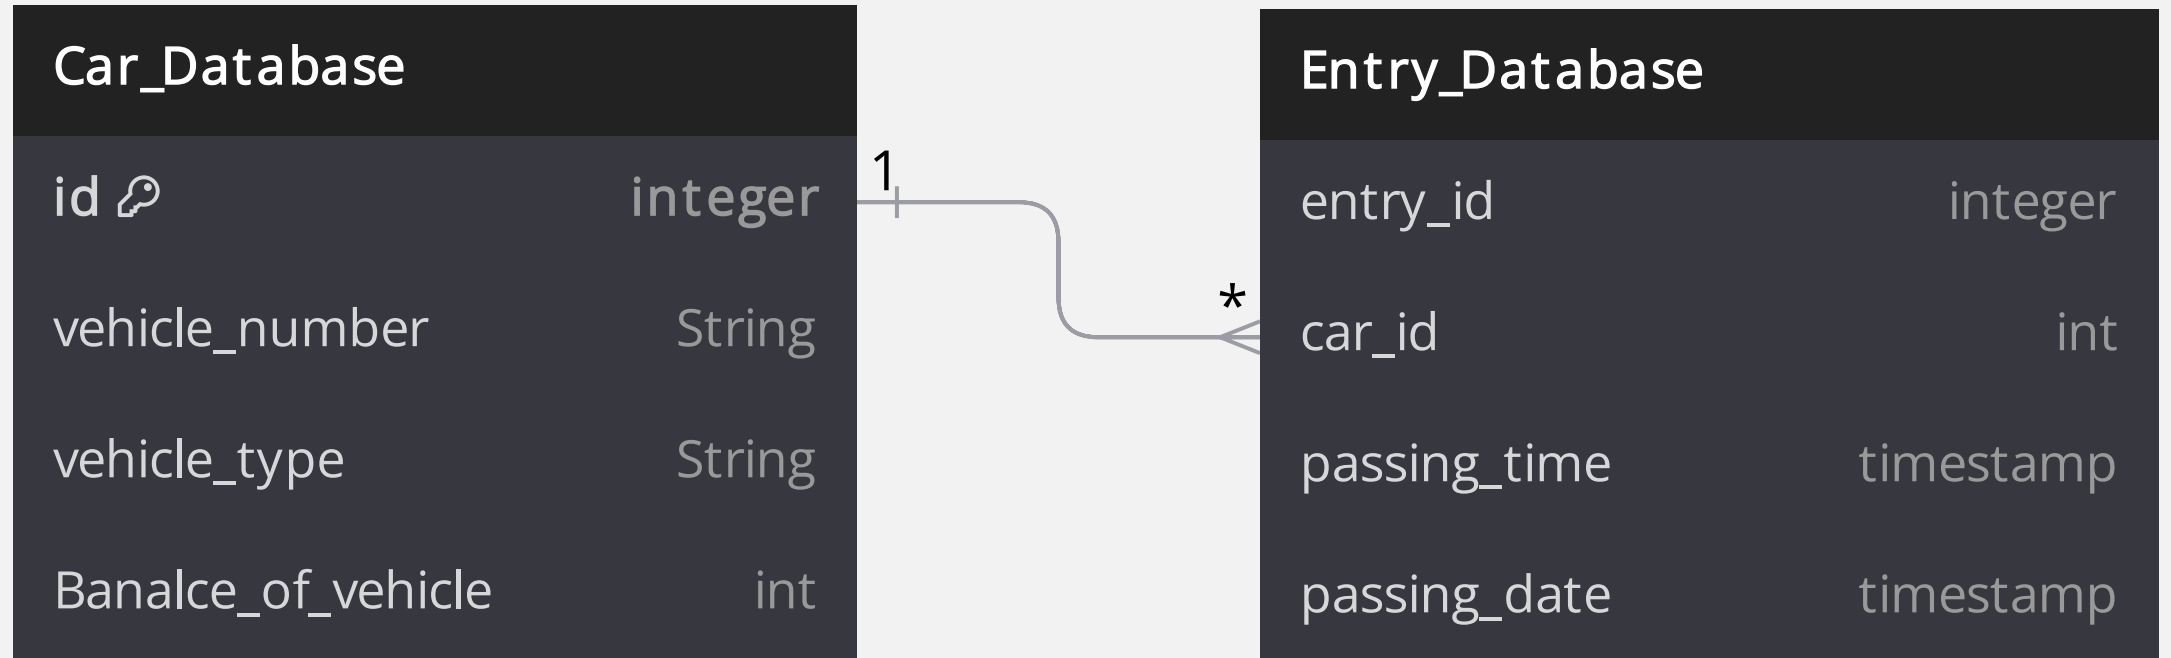 Car_Database
id integer
vehicle_number String
vehicle_type String
Banalce_of_vehicle int
1
*
Entry_Database
entry_id integer
car_id int
passing_time timestamp
passing_date timestamp